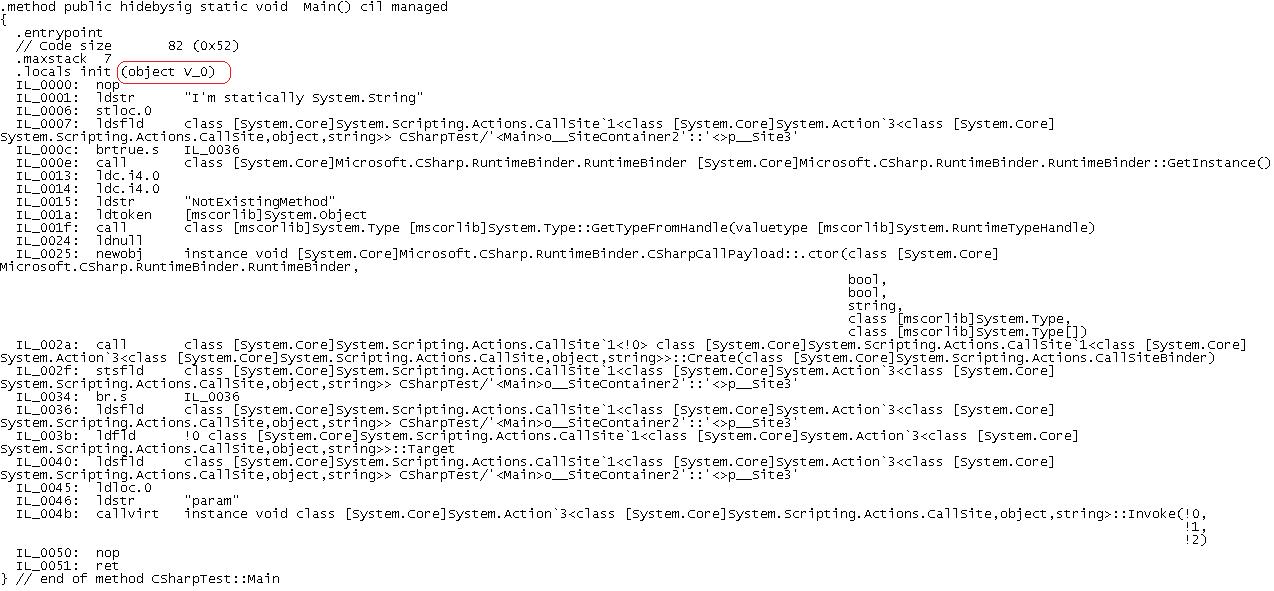 .method public hidebysig static void  Main() cil managed
{
  .entrypoint
  // Code size       82 (0x52)
  .maxstack  7
  .locals init (object V_0)
  IL_0000:  nop
  IL_0001:  ldstr      "I'm statically System.String"
  IL_0006:  stloc.0
  IL_0007:  ldsfld     class [System.Core]System.Scripting.Actions.CallSite`1<class [System.Core]System.Action`3<class [System.Core]
System.Scripting.Actions.CallSite,object,string>> CSharpTest/'<Main>o__SiteContainer2'::'<>p__Site3'
  IL_000c:  brtrue.s   IL_0036
  IL_000e:  call       class [System.Core]Microsoft.CSharp.RuntimeBinder.RuntimeBinder [System.Core]Microsoft.CSharp.RuntimeBinder.RuntimeBinder::GetInstance()
  IL_0013:  ldc.i4.0
  IL_0014:  ldc.i4.0
  IL_0015:  ldstr      "NotExistingMethod"
  IL_001a:  ldtoken    [mscorlib]System.Object
  IL_001f:  call       class [mscorlib]System.Type [mscorlib]System.Type::GetTypeFromHandle(valuetype [mscorlib]System.RuntimeTypeHandle)
  IL_0024:  ldnull
  IL_0025:  newobj     instance void [System.Core]Microsoft.CSharp.RuntimeBinder.CSharpCallPayload::.ctor(class [System.Core]
Microsoft.CSharp.RuntimeBinder.RuntimeBinder,
bool,
bool,
string,
class [mscorlib]System.Type,
class [mscorlib]System.Type[])
  IL_002a:  call       class [System.Core]System.Scripting.Actions.CallSite`1<!0> class [System.Core]System.Scripting.Actions.CallSite`1<class [System.Core]
System.Action`3<class [System.Core]System.Scripting.Actions.CallSite,object,string>>::Create(class [System.Core]System.Scripting.Actions.CallSiteBinder)
  IL_002f:  stsfld     class [System.Core]System.Scripting.Actions.CallSite`1<class [System.Core]System.Action`3<class [System.Core]
System.Scripting.Actions.CallSite,object,string>> CSharpTest/'<Main>o__SiteContainer2'::'<>p__Site3'
  IL_0034:  br.s       IL_0036
  IL_0036:  ldsfld     class [System.Core]System.Scripting.Actions.CallSite`1<class [System.Core]System.Action`3<class [System.Core]
System.Scripting.Actions.CallSite,object,string>> CSharpTest/'<Main>o__SiteContainer2'::'<>p__Site3'
  IL_003b:  ldfld      !0 class [System.Core]System.Scripting.Actions.CallSite`1<class [System.Core]System.Action`3<class [System.Core]
System.Scripting.Actions.CallSite,object,string>>::Target
  IL_0040:  ldsfld     class [System.Core]System.Scripting.Actions.CallSite`1<class [System.Core]System.Action`3<class [System.Core]
System.Scripting.Actions.CallSite,object,string>> CSharpTest/'<Main>o__SiteContainer2'::'<>p__Site3'
  IL_0045:  ldloc.0
  IL_0046:  ldstr      "param"
  IL_004b:  callvirt   instance void class [System.Core]System.Action`3<class [System.Core]System.Scripting.Actions.CallSite,object,string>::Invoke(!0,
!1,
!2)
  IL_0050:  nop
  IL_0051:  ret
} // end of method CSharpTest::Main